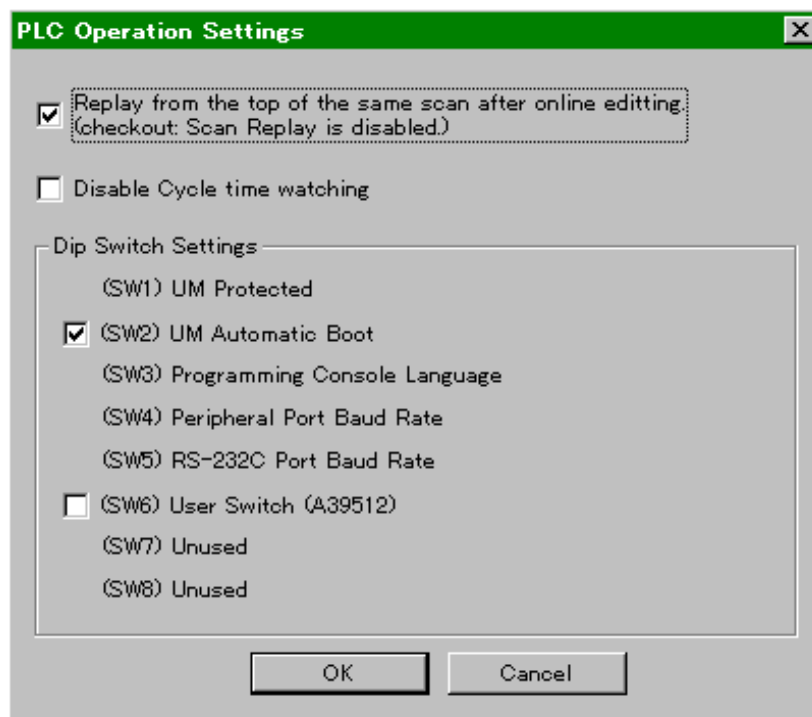 PLC Operation Settings
Replay from the top of the same scan after online editting.
(checkout: Scan Replay is disabled.)
Disable Cycle time watching
Dip Switch Settings
(SW1) UM Protected
(SW2) UM Automatic Boot
(SW3) Programming Console Language
(SW4) Peripheral Port Baud Rate
(SW5) RS-232C Port Baud Rate
(SW6) User Switch (A39512)
(SW7) Unused
(SW8) Unused
OK
Cancel